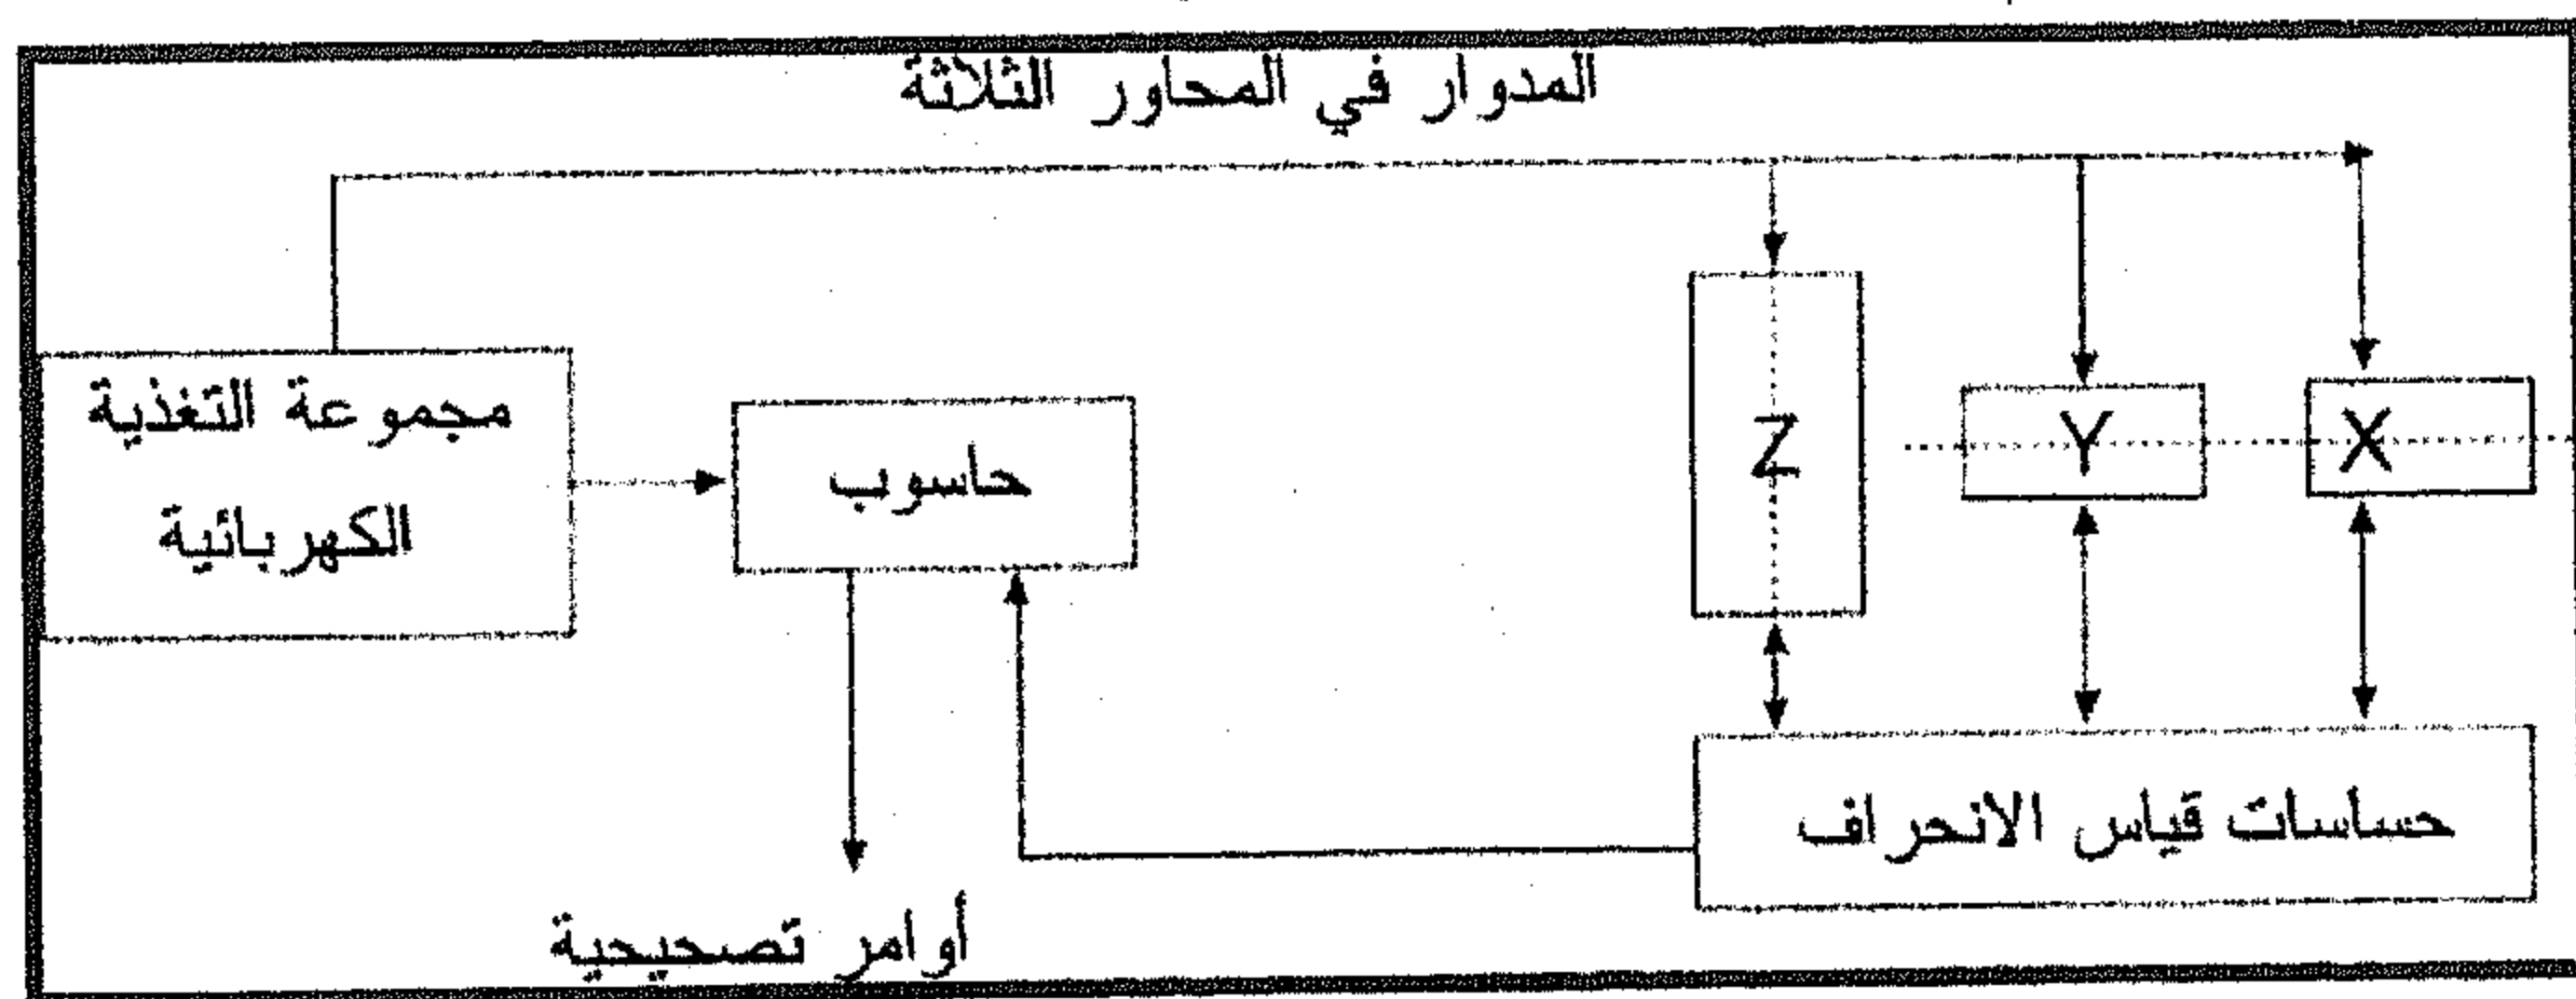 المدوار في المحاور الثلاثة
X
Y
Z
مجموعة التغذية
الكهربائية
حاسوب
حساسات قياس الانحراف
أوامر تصحيحية